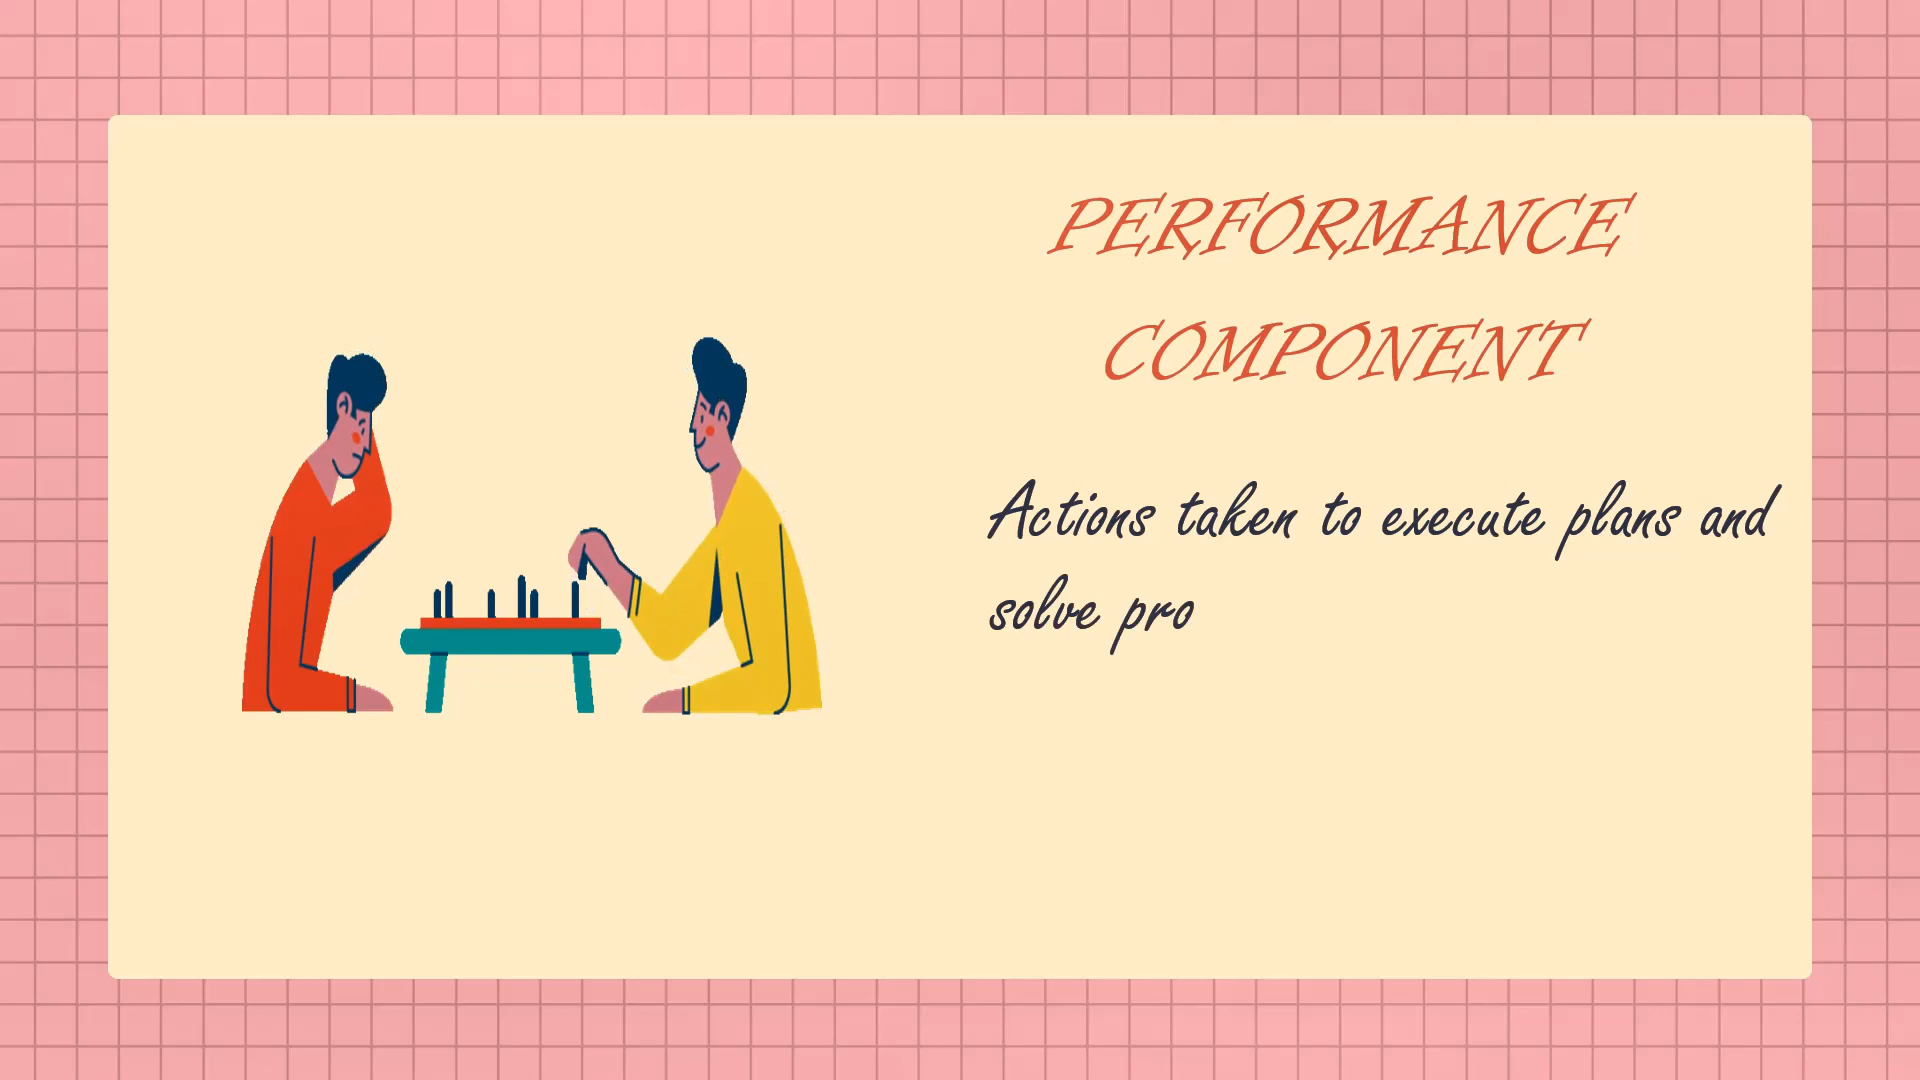 PERFORMANCE
COMPONENT
Actions taken to execute plans and
solve pro